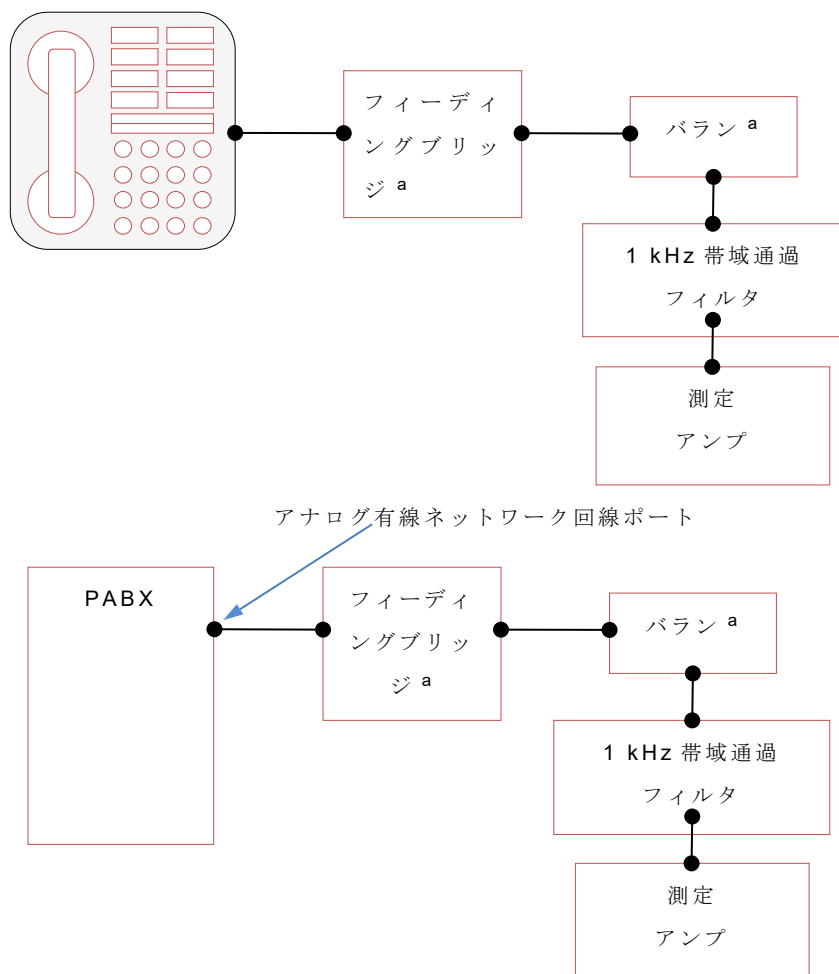 フィーディ
ングブリッ
ジ a
バラン a
1 kHz 帯域通過
フィルタ
測定
アンプ
アナログ有線ネットワーク回線ポート
PABX
フィーディ
ングブリッ
ジ a
バラン a
1 kHz 帯域通過
フィルタ
測定
アンプ